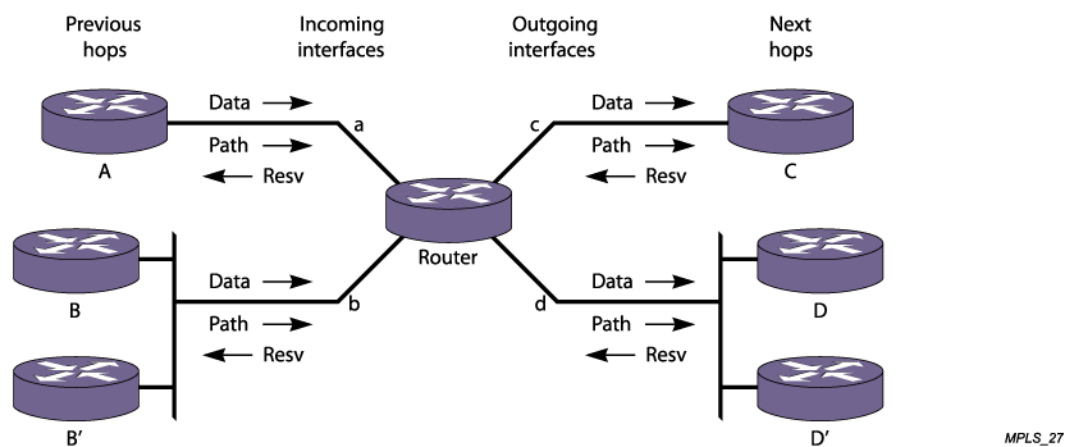 Previous hops
Incoming interfaces
Outgoing interfaces
Next hops
Data
a
Path
Resv
A
c
Data
Path
Resv
C
Router
B
Data
b
Path
Resv
B'
Data
d
Path
Resv
D
D'
MPLS_27